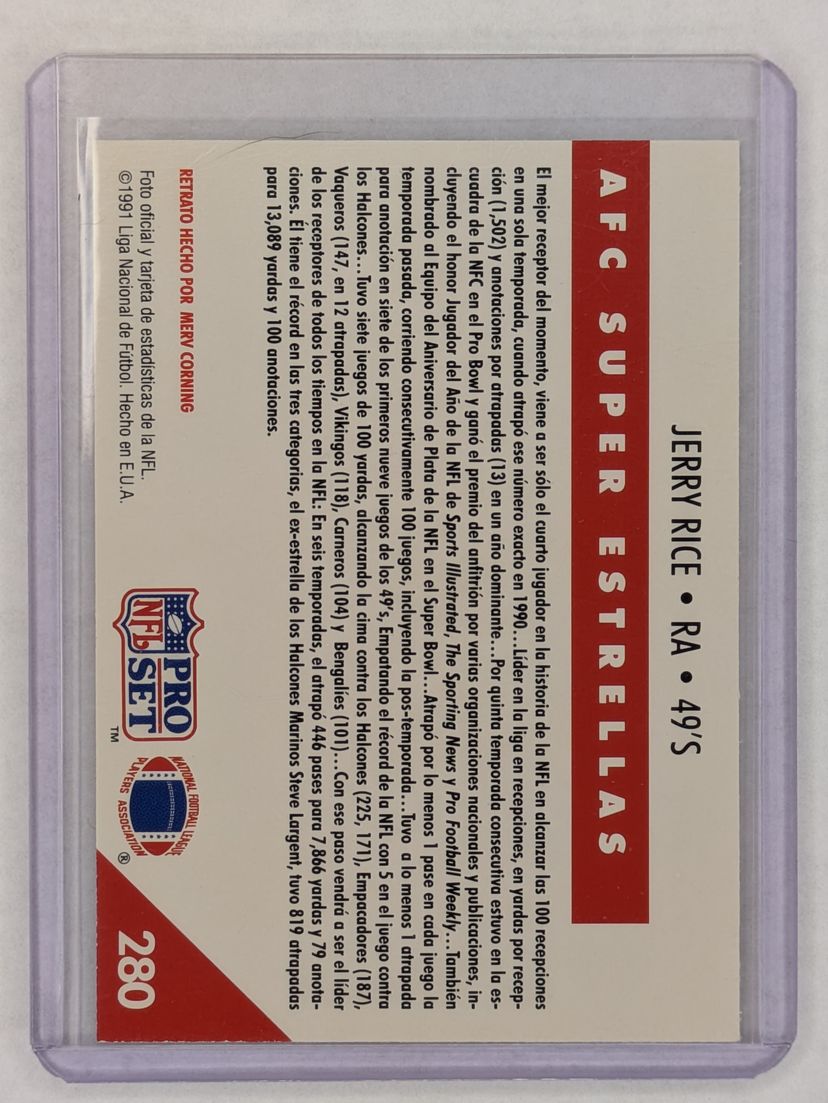 JERRY RICE • RA • 49'S
AFC SUPER ESTRELLAS
El mejor receptor del momento, viene a ser sólo el cuarto jugador en la historia de la NFL en alcanzar las 100 recepciones
en una sola temporada, cuando atrapó ese número exacto en 1990...Líder en la liga en recepciones, en yardas por recep-
ción (1,502) y anotaciones por atrapadas (13) en un año dominante...Por quinta temporada consecutiva estuvo en la es-
cuadra de la NFC en el Pro Bowl y ganó el premio del anfitrión por varias organizaciones nacionales y publicaciones, in-
cluyendo el honor Jugador del Año de la NFL de Sports Illustrated, The Sporting News y Pro Football Weekly...También
nombrado al Equipo del Aniversario de Plata de la NFL en el Super Bowl...Atrapó por lo menos 1 pase en cada juego la
temporada pasada, corriendo consecutivamente 100 juegos, incluyendo la pos-temporada...Tuvo a lo menos 1 atrapada
para anotación en siete de los primeros nueve juegos de los 49's, Empatando el récord de la NFL con 5 en el juego contra
los Halcones...Tuvo siete juegos de 100 yardas, alcanzando la cima contra los Halcones (225, 171), Empacadores (187),
Vaqueros (147, en 12 atrapadas), Vikingos (118), Carneros (104) y Bengalíes (101)...Con ese paso vendrá a ser el líder
de los receptores de todos los tiempos en la NFL: En seis temporadas, el atrapó 446 pases para 7,866 yardas y 79 anota-
ciones. Él tiene el récord en las tres categorías, el ex-estrella de los Halcones Marinos Steve Largent, tuvo 819 atrapadas
para 13,089 yardas y 100 anotaciones.
RETRATO HECHO POR MERV CORNING
Foto oficial y tarjeta de estadísticas de la NFL.
©1991 Liga Nacional de Fútbol. Hecho en E.U.A.
NFL PRO SET ™
NATIONAL FOOTBALL LEAGUE
PLAYERS ASSOCIATION ®
280